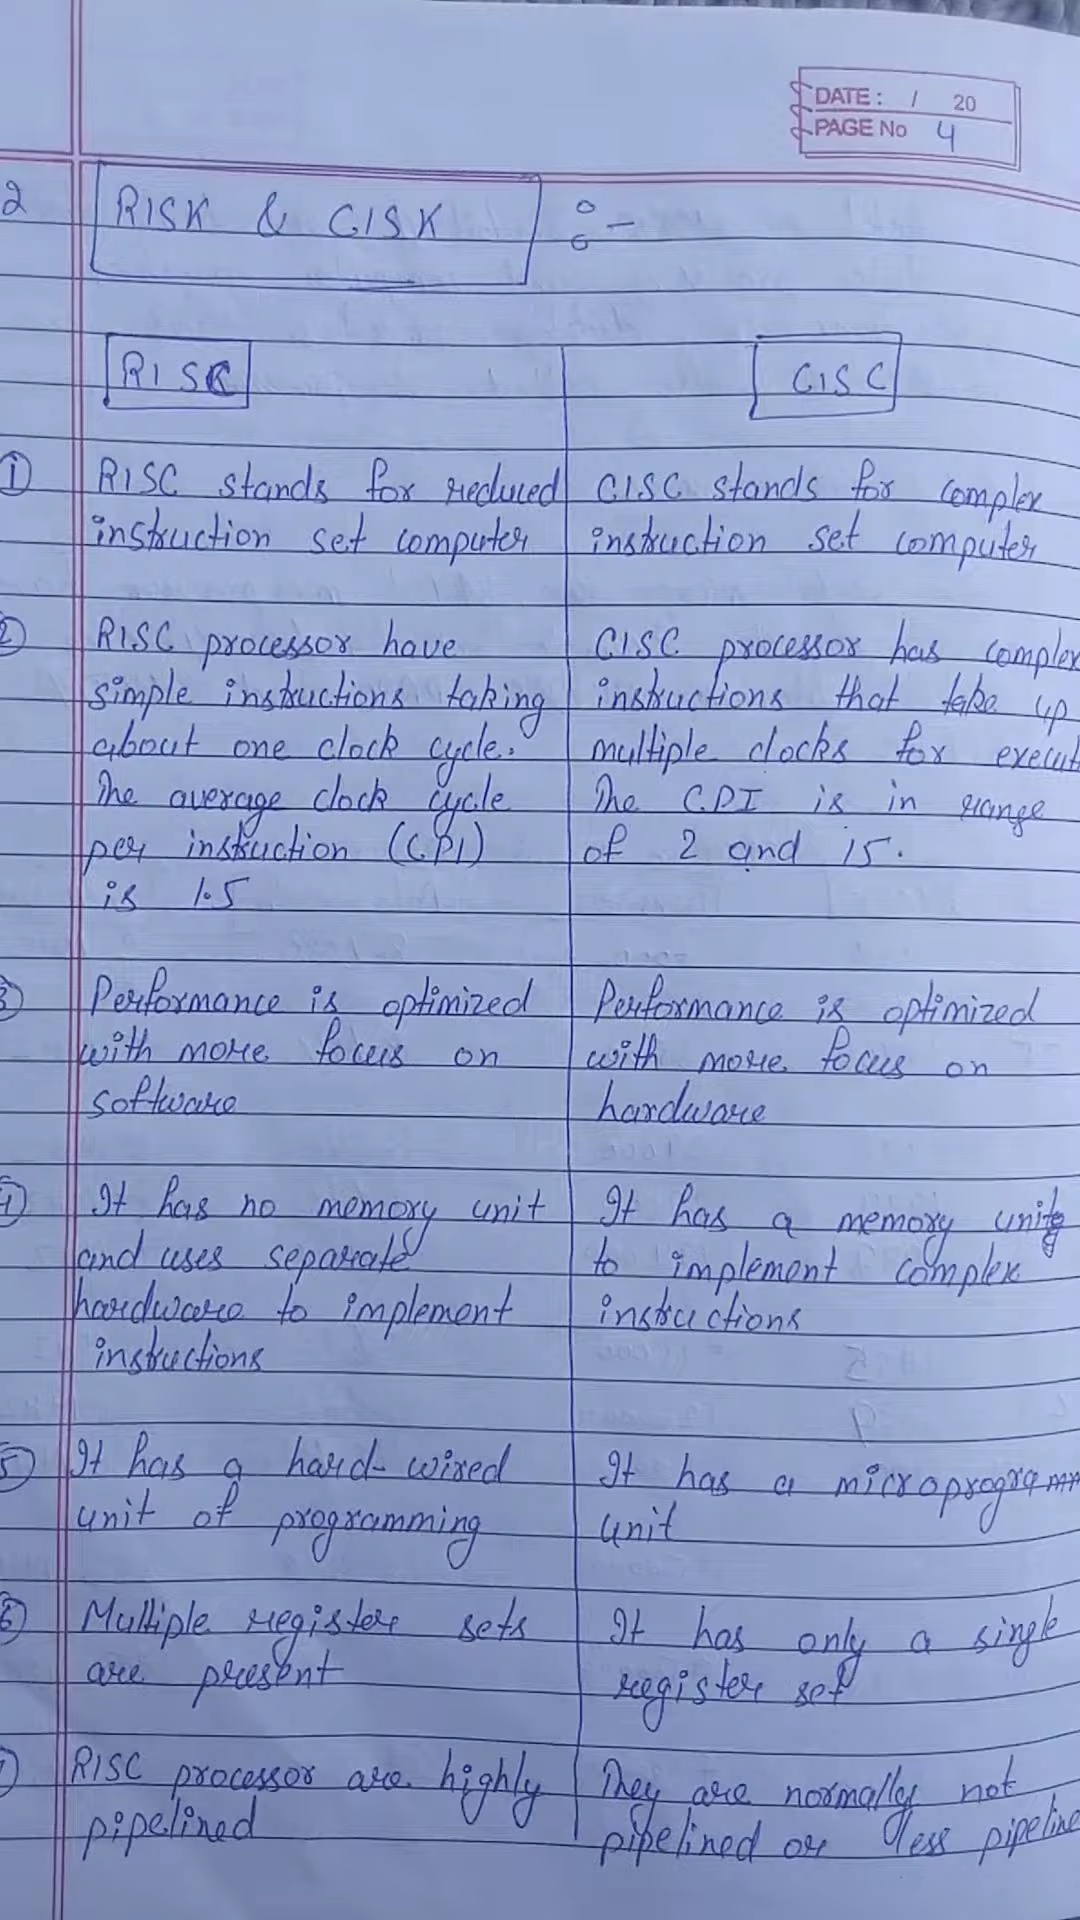 DATE: / 20
PAGE No 4
2 RISK & CISK :-
RISC CISC
① RISC stands for reduced CISC stands for complex
instruction set computer instruction set computer
② RISC processor have CISC processor has complex
simple instructions taking instructions that take up
about one clock cycle. multiple clocks for execut
The average clock cycle The CPI is in range
per instruction (CPI) of 2 and 15.
is 1.5
③ Performance is optimized Performance is optimized
with more focus on with more focus on
software hardware
④ It has no memory unit It has a memory unit
and uses separate to implement complex
hardware to implement instructions
instructions
⑤ It has a hard-wired It has a microprogramm
unit of programming unit
⑥ Multiple register sets It has only a single
are present register set
RISC processor are highly They are normally not
pipelined pipelined or less pipeline